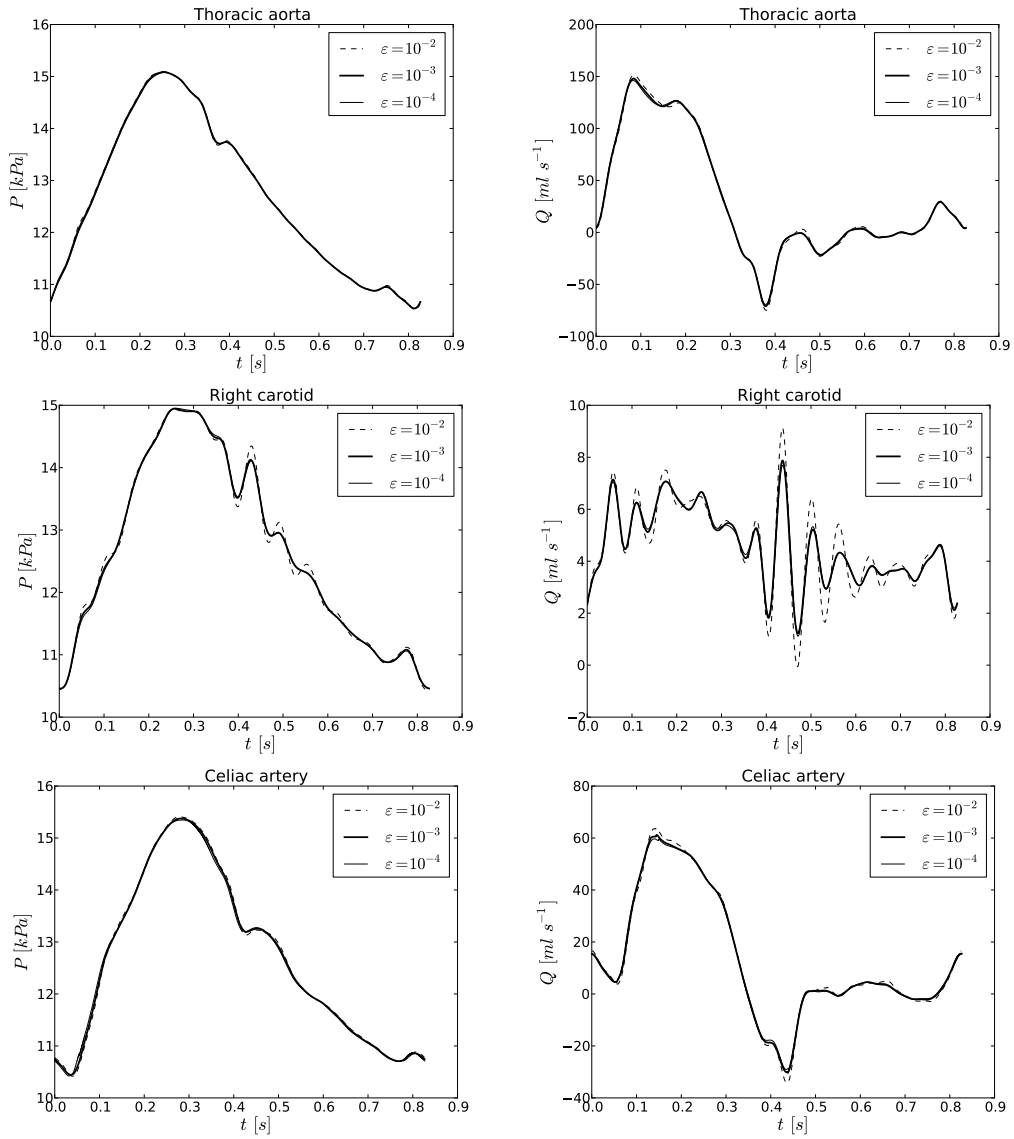 Thoracic aorta
16
15
14
13
12
11
10
P [kPa]
0.0 0.1 0.2 0.3 0.4 0.5 0.6 0.7 0.8 0.9
t [s]
ε=10⁻²
ε=10⁻³
ε=10⁻⁴
Thoracic aorta
200
150
100
50
0
−50
−100
Q [ml s⁻¹]
0.0 0.1 0.2 0.3 0.4 0.5 0.6 0.7 0.8 0.9
t [s]
ε=10⁻²
ε=10⁻³
ε=10⁻⁴
Right carotid
15
14
13
12
11
10
P [kPa]
0.0 0.1 0.2 0.3 0.4 0.5 0.6 0.7 0.8 0.9
t [s]
ε=10⁻²
ε=10⁻³
ε=10⁻⁴
Right carotid
10
8
6
4
2
0
−2
Q [ml s⁻¹]
0.0 0.1 0.2 0.3 0.4 0.5 0.6 0.7 0.8 0.9
t [s]
ε=10⁻²
ε=10⁻³
ε=10⁻⁴
Celiac artery
16
15
14
13
12
11
10
P [kPa]
0.0 0.1 0.2 0.3 0.4 0.5 0.6 0.7 0.8 0.9
t [s]
ε=10⁻²
ε=10⁻³
ε=10⁻⁴
Celiac artery
80
60
40
20
0
−20
−40
Q [ml s⁻¹]
0.0 0.1 0.2 0.3 0.4 0.5 0.6 0.7 0.8 0.9
t [s]
ε=10⁻²
ε=10⁻³
ε=10⁻⁴